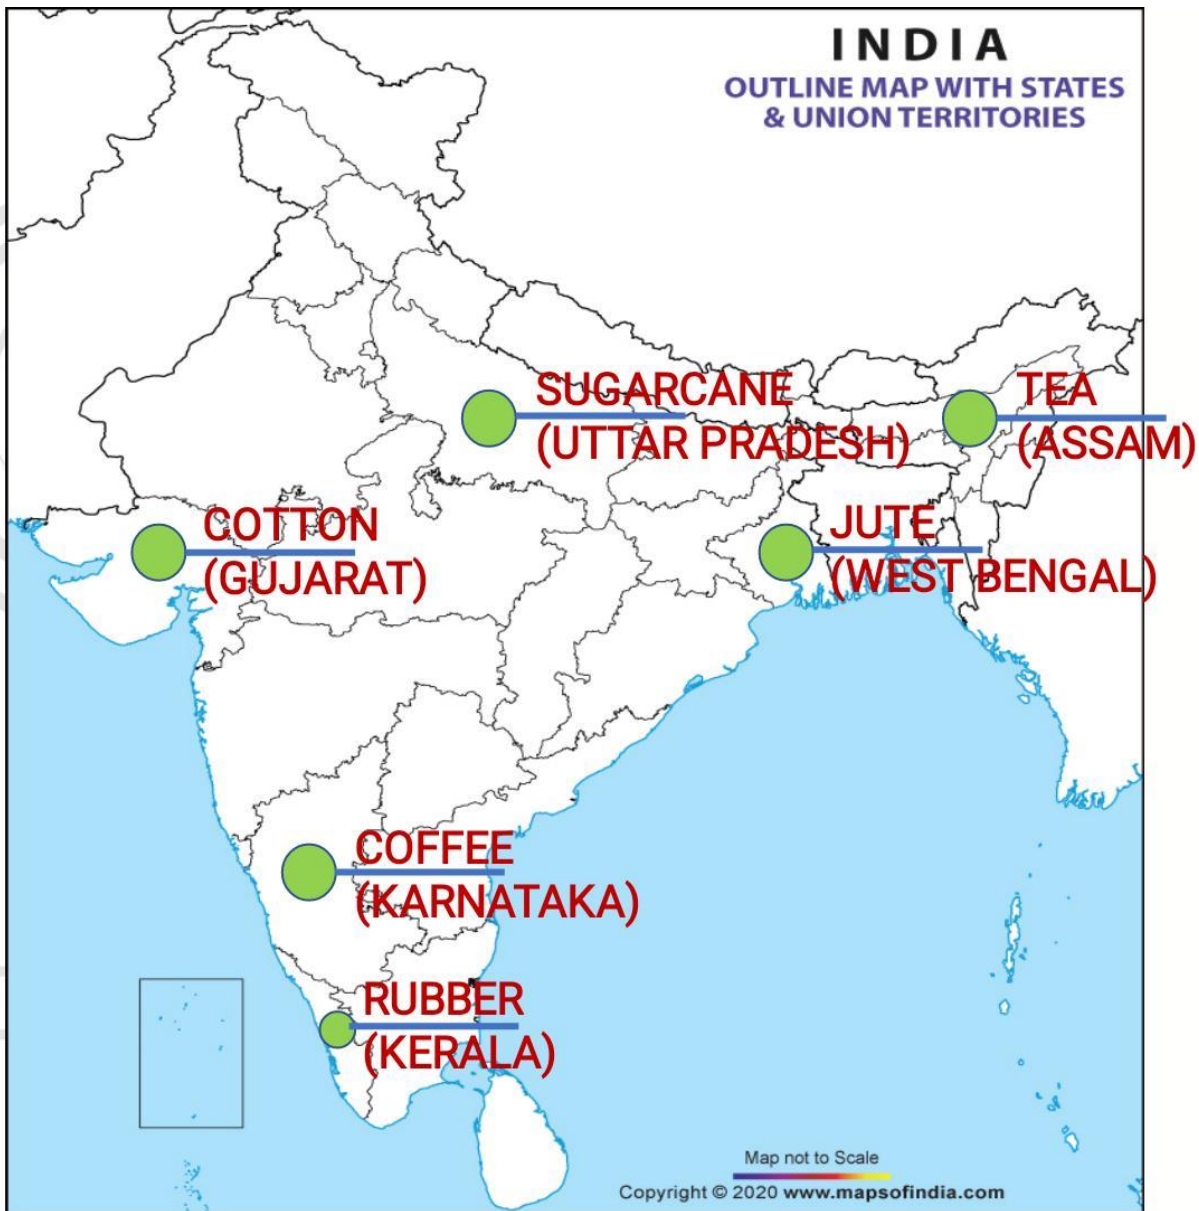 INDIA
OUTLINE MAP WITH STATES
& UNION TERRITORIES
SUGARCANE
(UTTAR PRADESH)
TEA
(ASSAM)
COTTON
(GUJARAT)
JUTE
(WEST BENGAL)
COFFEE
(KARNATAKA)
RUBBER
(KERALA)
Map not to Scale
Copyright © 2020 www.mapsofindia.com